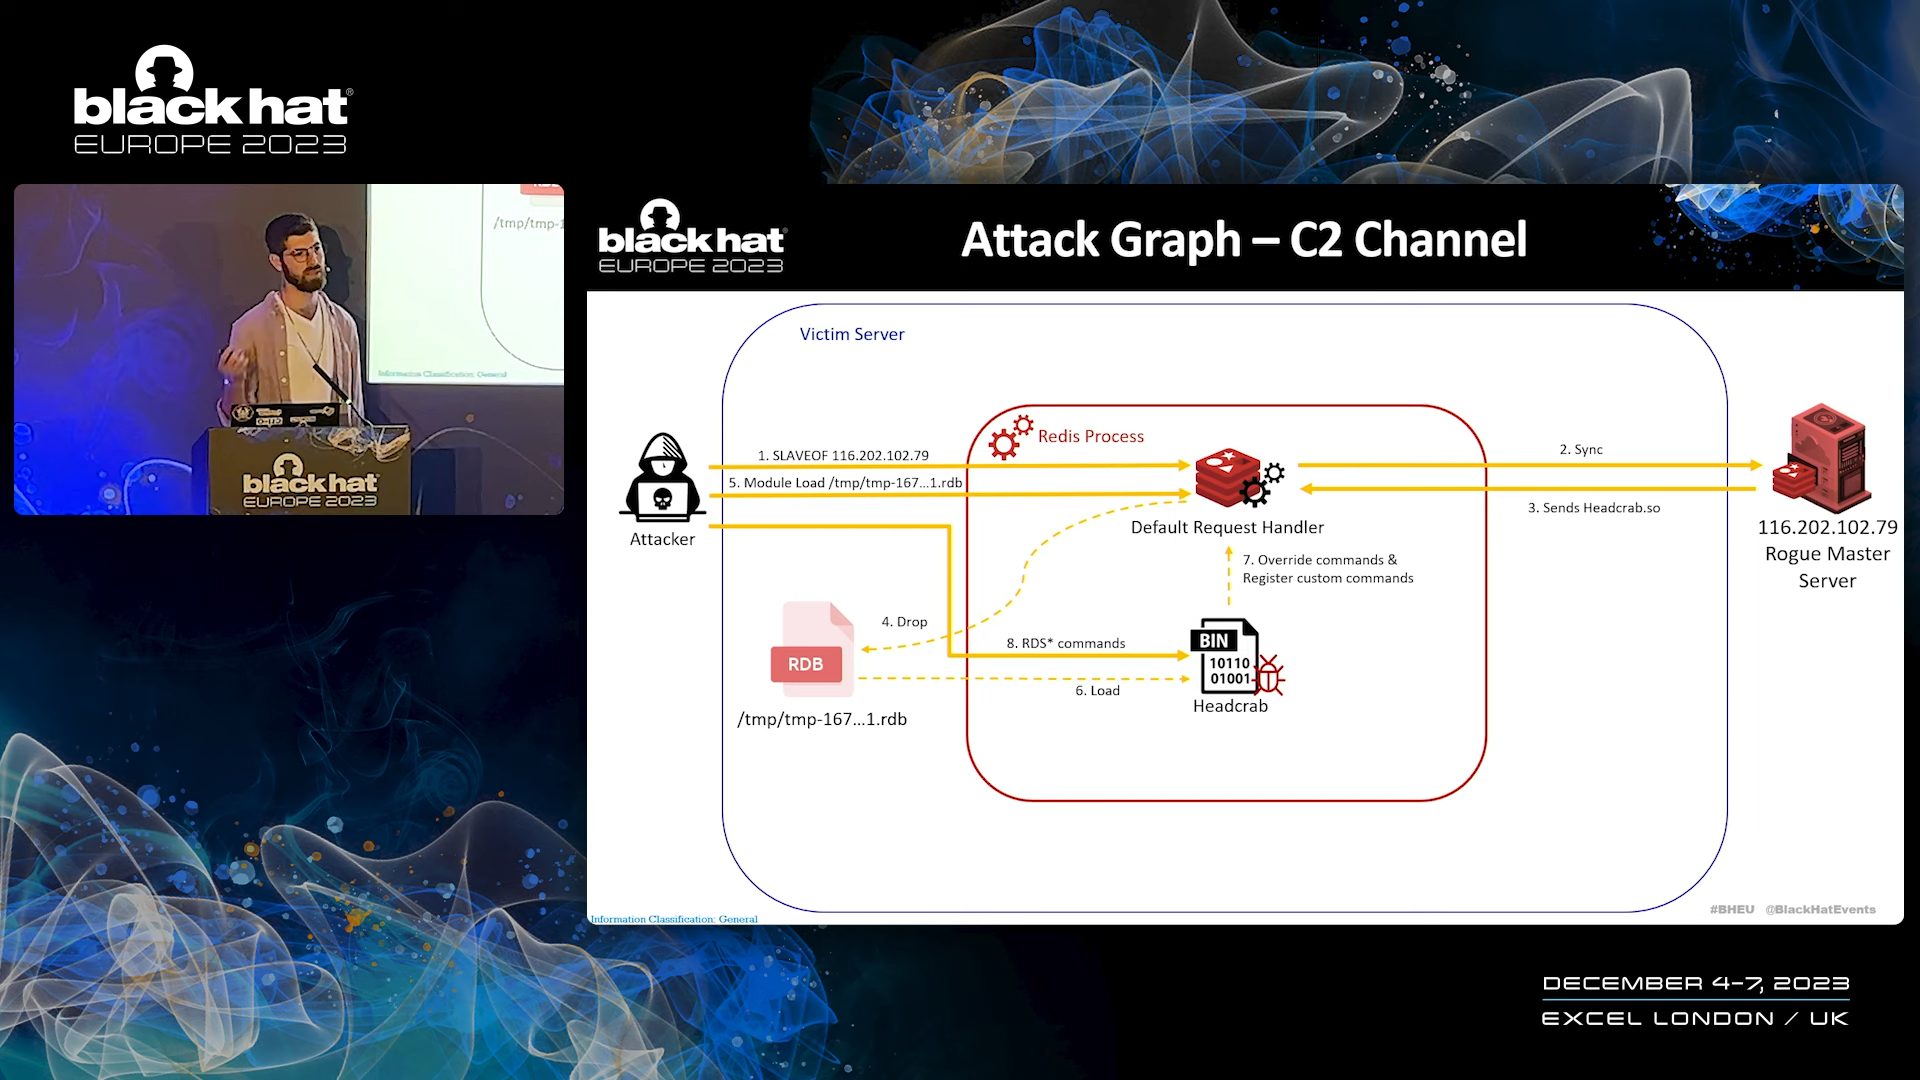 black hat®
EUROPE 2023
/tmp/tmp-1
Information Classification: General
black hat
EUROPE 2023
black hat
EUROPE 2023
Attack Graph – C2 Channel
Victim Server
Redis Process
1. SLAVEOF 116.202.102.79
5. Module Load /tmp/tmp-167...1.rdb
Attacker
Default Request Handler
2. Sync
3. Sends Headcrab.so
116.202.102.79
Rogue Master
Server
7. Override commands &
Register custom commands
4. Drop
RDB
/tmp/tmp-167...1.rdb
8. RDS* commands
6. Load
BIN
10110
01001
Headcrab
Information Classification: General
#BHEU @BlackHatEvents
DECEMBER 4-7, 2023
EXCEL LONDON / UK